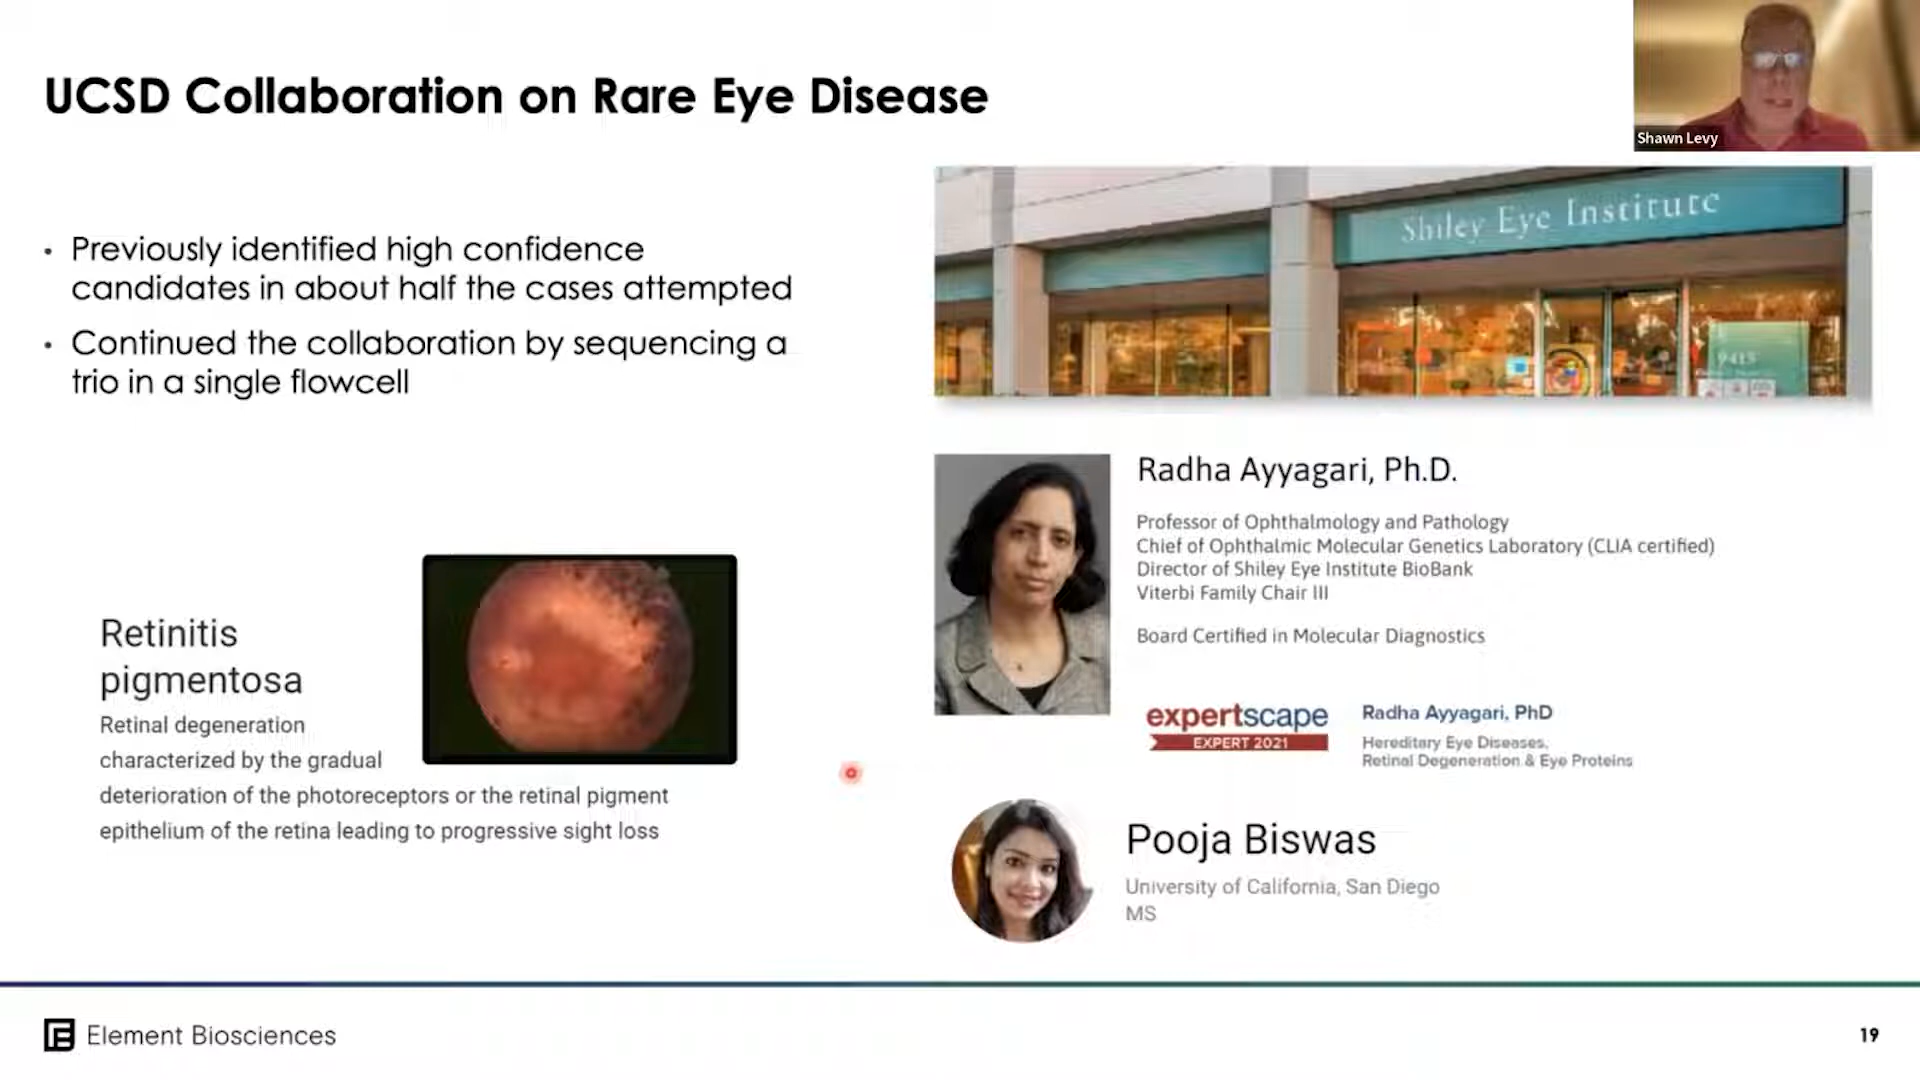 UCSD Collaboration on Rare Eye Disease
Shawn Levy
• Previously identified high confidence
candidates in about half the cases attempted
• Continued the collaboration by sequencing a
trio in a single flowcell
Shiley Eye Institute
9415
Retinitis
pigmentosa
Retinal degeneration
characterized by the gradual
deterioration of the photoreceptors or the retinal pigment
epithelium of the retina leading to progressive sight loss
Radha Ayyagari, Ph.D.
Professor of Ophthalmology and Pathology
Chief of Ophthalmic Molecular Genetics Laboratory (CLIA certified)
Director of Shiley Eye Institute BioBank
Viterbi Family Chair III
Board Certified in Molecular Diagnostics
expertscape
EXPERT 2021
Radha Ayyagari, PhD
Hereditary Eye Diseases,
Retinal Degeneration & Eye Proteins
Pooja Biswas
University of California, San Diego
MS
Element Biosciences
19